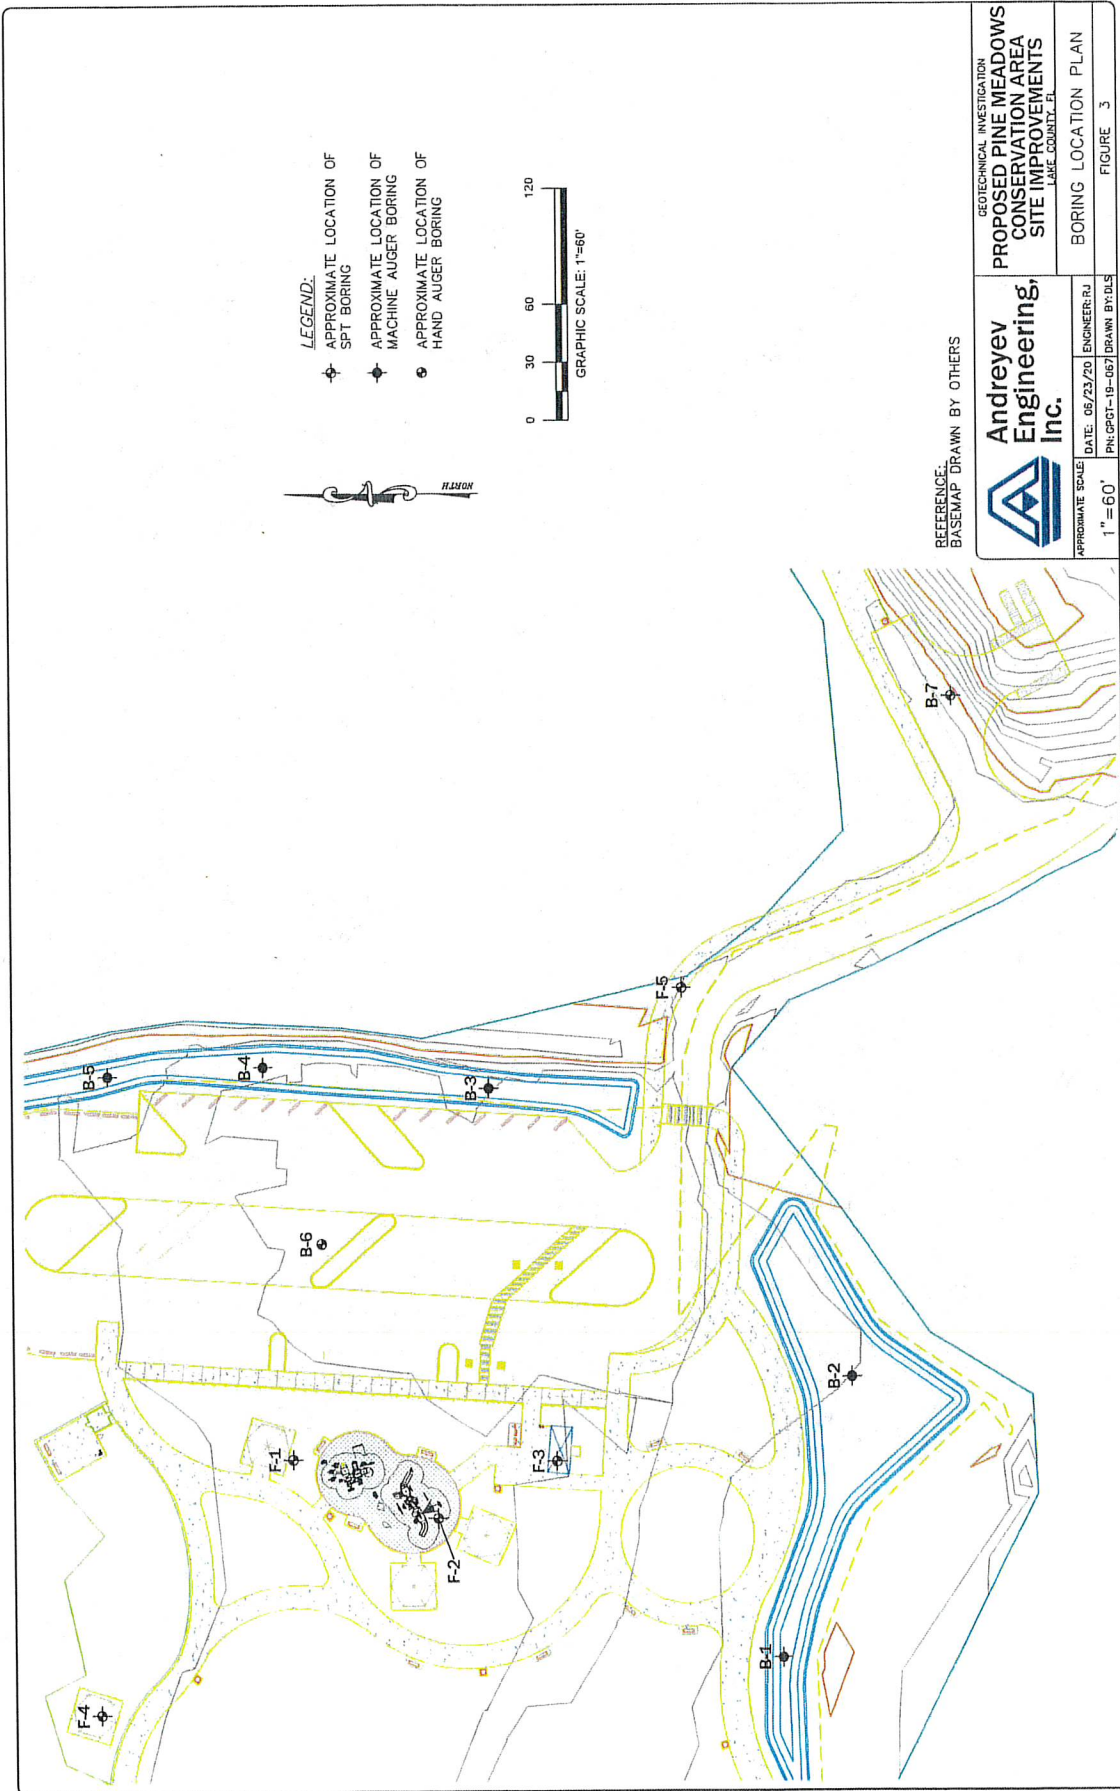 LEGEND:
APPROXIMATE LOCATION OF
SPT BORING
APPROXIMATE LOCATION OF
MACHINE AUGER BORING
APPROXIMATE LOCATION OF
HAND AUGER BORING
NORTH
0 30 60 120
GRAPHIC SCALE: 1"=60'
F-4
B-5
B-4
F-1
B-6
F-2
B-3
F-3
F-5
B-1
B-2
B-7
REFERENCE:
BASEMAP DRAWN BY OTHERS
Andreyev
Engineering,
Inc.
GEOTECHNICAL INVESTIGATION
PROPOSED PINE MEADOWS
CONSERVATION AREA
SITE IMPROVEMENTS
LAKE COUNTY, FL
APPROXIMATE SCALE:
1"=60'
DATE: 06/23/20
ENGINEER:RJ
PN:GPGT-19-067
DRAWN BY:DLS
BORING LOCATION PLAN
FIGURE 3